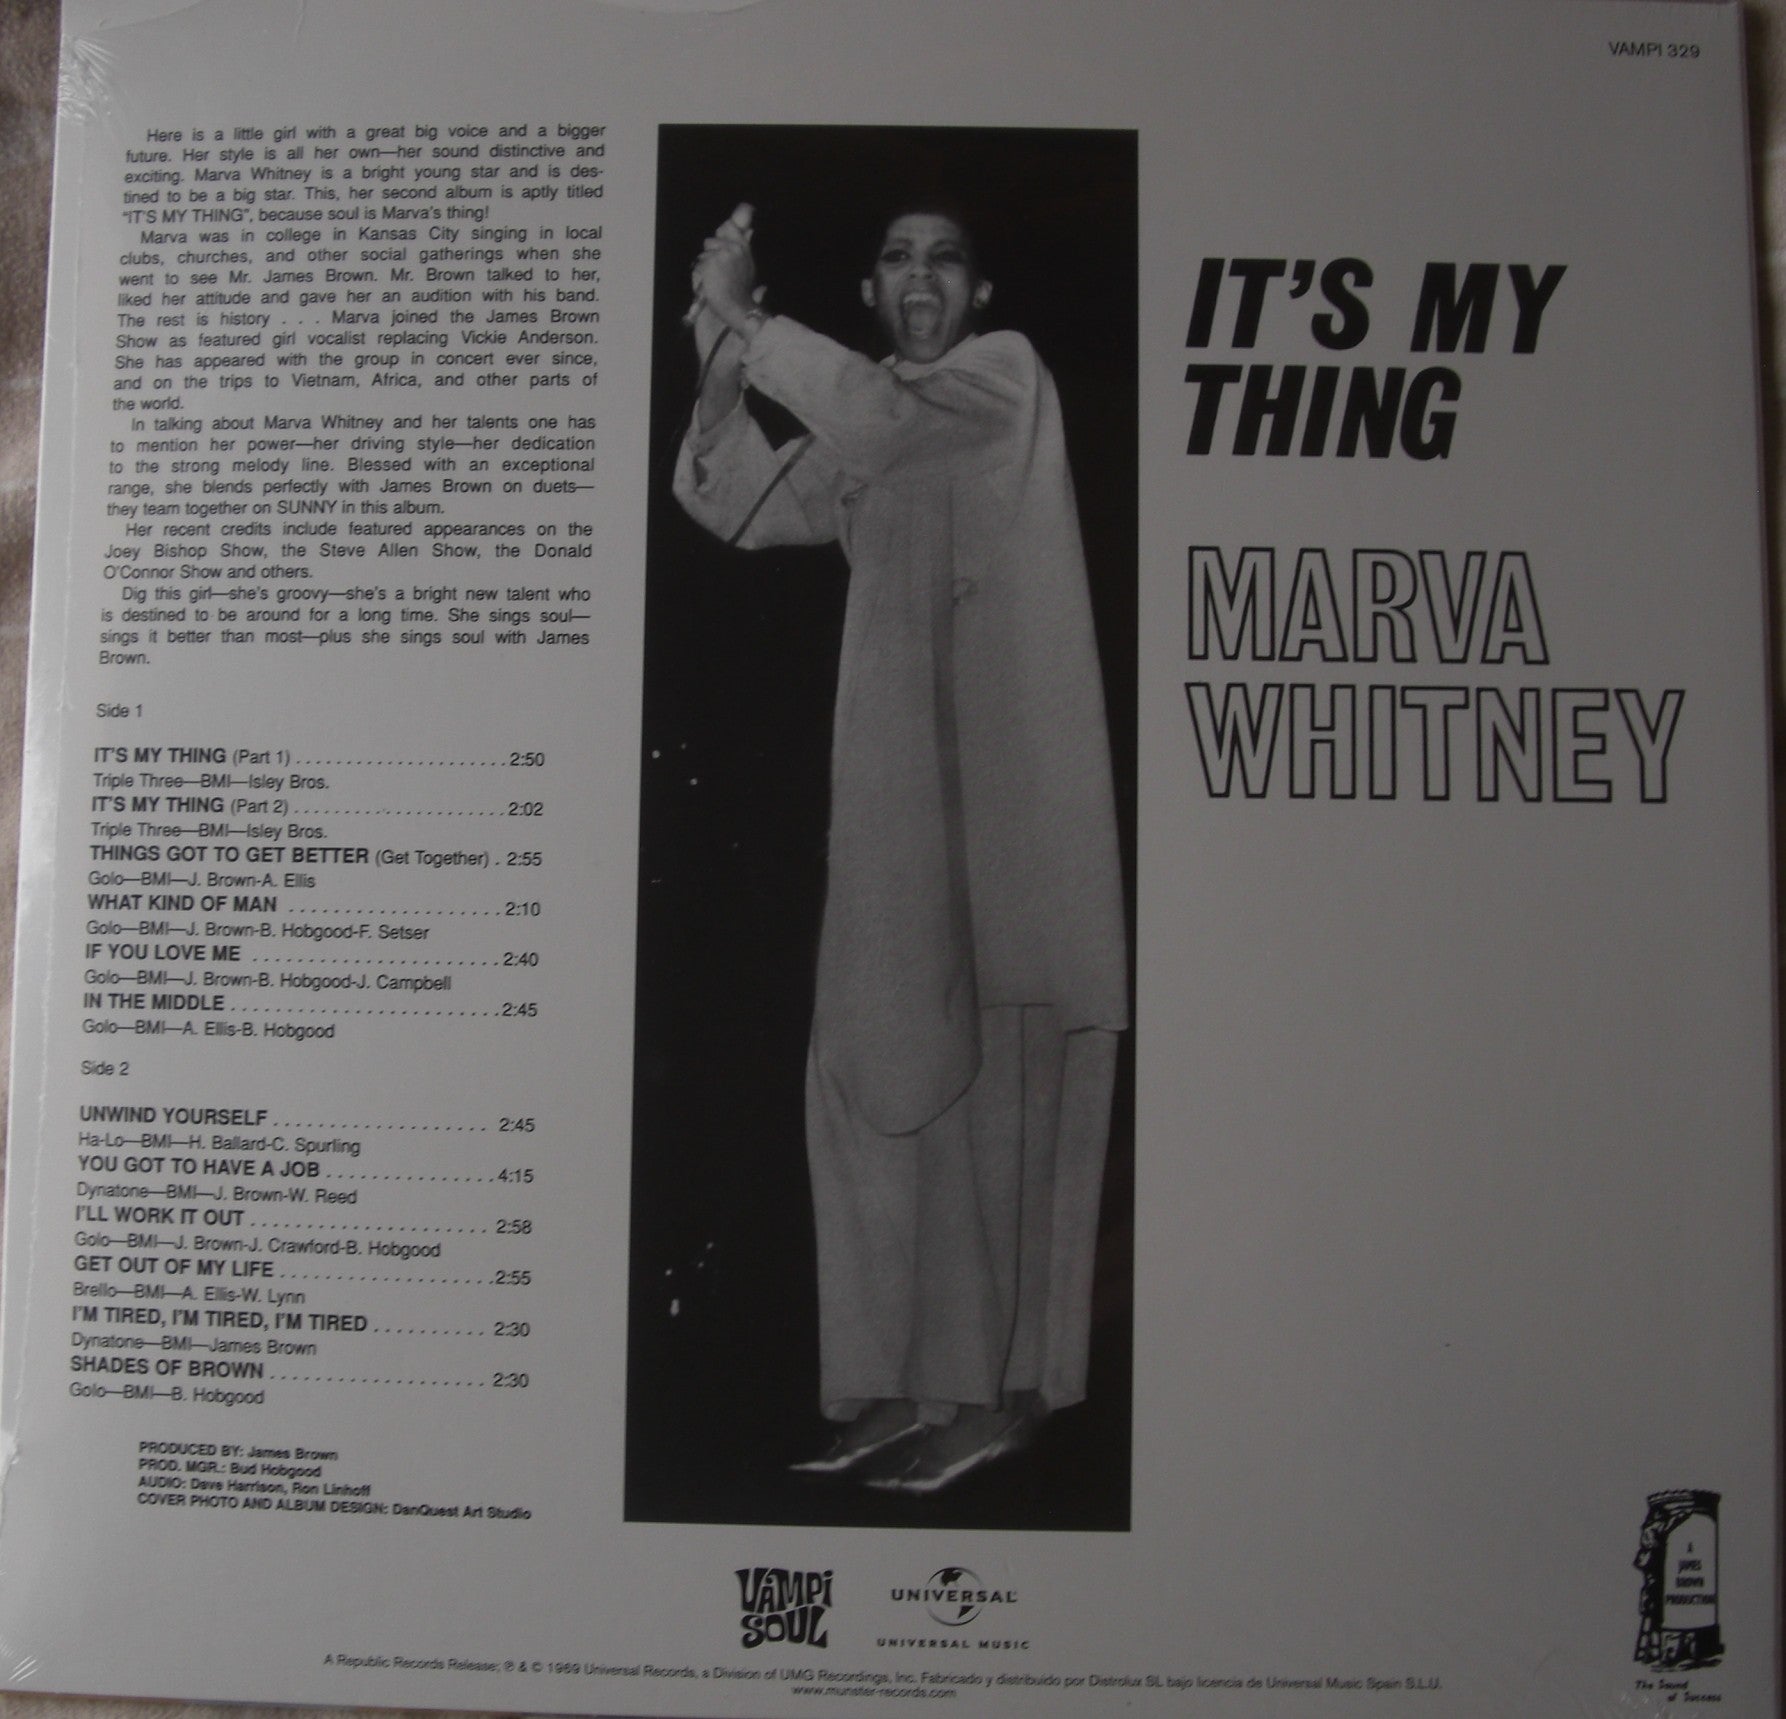 VAMPI 329
Here is a little girl with a great big voice and a bigger
future. Her style is all her own—her sound distinctive and
exciting. Marva Whitney is a bright young star and is des-
tined to be a big star. This, her second album is aptly titled
"IT'S MY THING", because soul is Marva's thing!
Marva was in college in Kansas City singing in local
clubs, churches, and other social gatherings when she
went to see Mr. James Brown. Mr. Brown talked to her,
liked her attitude and gave her an audition with his band.
The rest is history . . . Marva joined the James Brown
Show as featured girl vocalist replacing Vickie Anderson.
She has appeared with the group in concert ever since,
and on the trips to Vietnam, Africa, and other parts of
the world.
In talking about Marva Whitney and her talents one has
to mention her power—her driving style—her dedication
to the strong melody line. Blessed with an exceptional
range, she blends perfectly with James Brown on duets—
they team together on SUNNY in this album.
Her recent credits include featured appearances on the
Joey Bishop Show, the Steve Allen Show, the Donald
O'Connor Show and others.
Dig this girl—she's groovy—she's a bright new talent who
is destined to be around for a long time. She sings soul—
sings it better than most—plus she sings soul with James
Brown.
Side 1
IT'S MY THING (Part 1) ..................... 2:50
Triple Three—BMI—Isley Bros.
IT'S MY THING (Part 2) ..................... 2:02
Triple Three—BMI—Isley Bros.
THINGS GOT TO GET BETTER (Get Together) . 2:55
Golo—BMI—J. Brown-A. Ellis
WHAT KIND OF MAN ................... 2:10
Golo—BMI—J. Brown-B. Hobgood-F. Setser
IF YOU LOVE ME ...................... 2:40
Golo—BMI—J. Brown-B. Hobgood-J. Campbell
IN THE MIDDLE ........................ 2:45
Golo—BMI—A. Ellis-B. Hobgood
Side 2
UNWIND YOURSELF ................... 2:45
Ha-Lo—BMI—H. Ballard-C. Spurling
YOU GOT TO HAVE A JOB ............... 4:15
Dynatone—BMI—J. Brown-W. Reed
I'LL WORK IT OUT ..................... 2:58
Golo—BMI—J. Brown-J. Crawford-B. Hobgood
GET OUT OF MY LIFE ................... 2:55
Brello—BMI—A. Ellis-W. Lynn
I'M TIRED, I'M TIRED, I'M TIRED .......... 2:30
Dynatone—BMI—James Brown
SHADES OF BROWN ................... 2:30
Golo—BMI—B. Hobgood
PRODUCED BY: James Brown
PROD. MGR.: Bud Hobgood
AUDIO: Dave Harrison, Ron Linhoff
COVER PHOTO AND ALBUM DESIGN: DanQuest Art Studio
IT'S MY
THING
MARVA
WHITNEY
VAMPI
SOUL
UNIVERSAL
UNIVERSAL MUSIC
A
JAMES
BROWN
PRODUCTION
The Sound
of Success
A Republic Records Release; ℗ & © 1969 Universal Records, a Division of UMG Recordings, Inc. Fabricado y distribuido por Distrolux SL bajo licencia de Universal Music Spain S.L.U.
www.munster-records.com